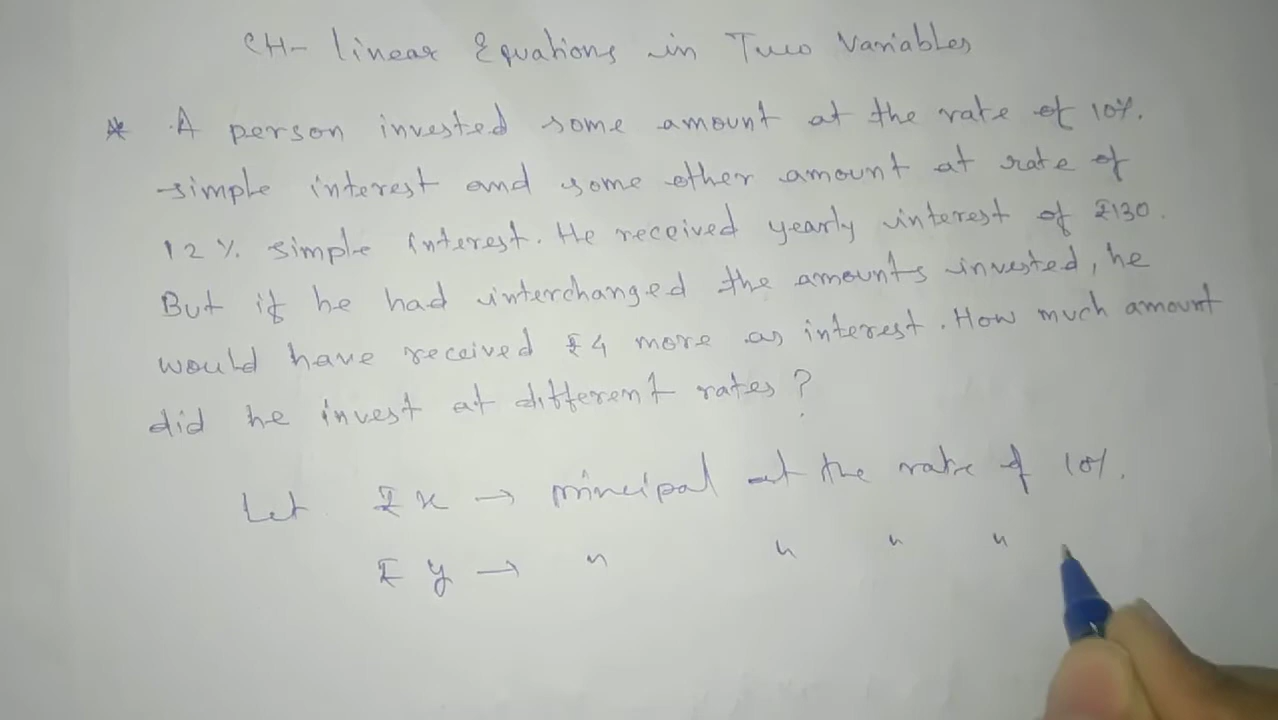 CH- linear Equations in Two Variables
* A person invested some amount at the rate of 10%.
simple interest and some other amount at rate of
12% simple interest. He received yearly interest of ₹130.
But if he had interchanged the amounts invested, he
would have received ₹4 more as interest. How much amount
did he invest at different rates?
Let ₹x → principal at the rate of 10%.
₹ y → " " " "